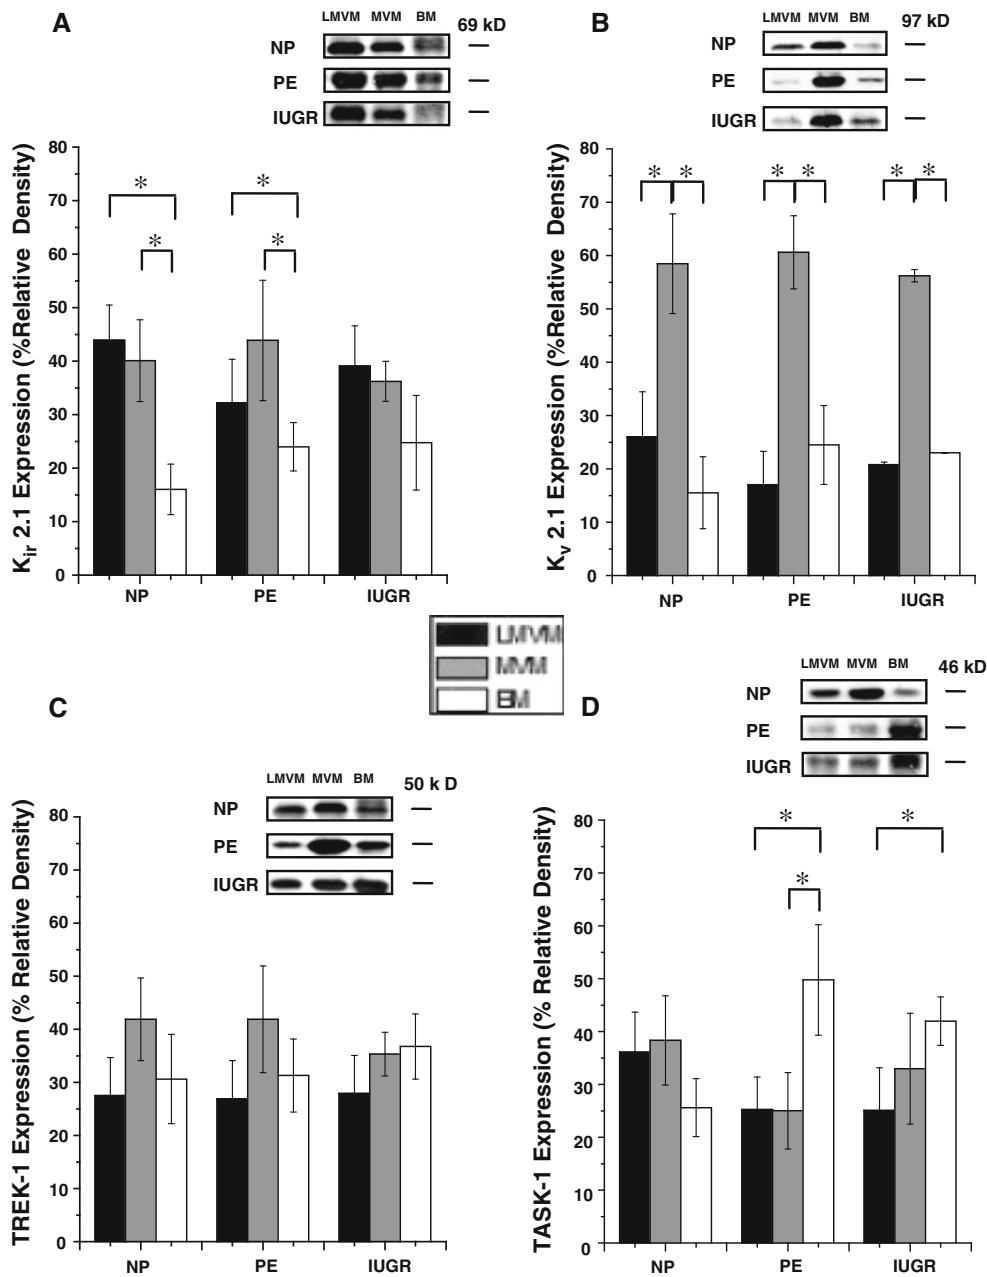 A
LMVM MVM BM
69 kD
NP
PE
IUGR
K_ir 2.1 Expression (%Relative Density)
80
70
60
50
40
30
20
10
0
* * * *
NP PE IUGR
B
LMVM MVM BM
97 kD
NP
PE
IUGR
K_v 2.1 Expression (%Relative Density)
80
70
60
50
40
30
20
10
0
* * * * * *
NP PE IUGR
LMVM
MVM
BM
C
LMVM MVM BM
50 k D
NP
PE
IUGR
TREK-1 Expression (% Relative Density)
80
70
60
50
40
30
20
10
0
NP PE IUGR
D
LMVM MVM BM
46 kD
NP
PE
IUGR
TASK-1 Expression (% Relative Density)
80
70
60
50
40
30
20
10
0
* * *
NP PE IUGR